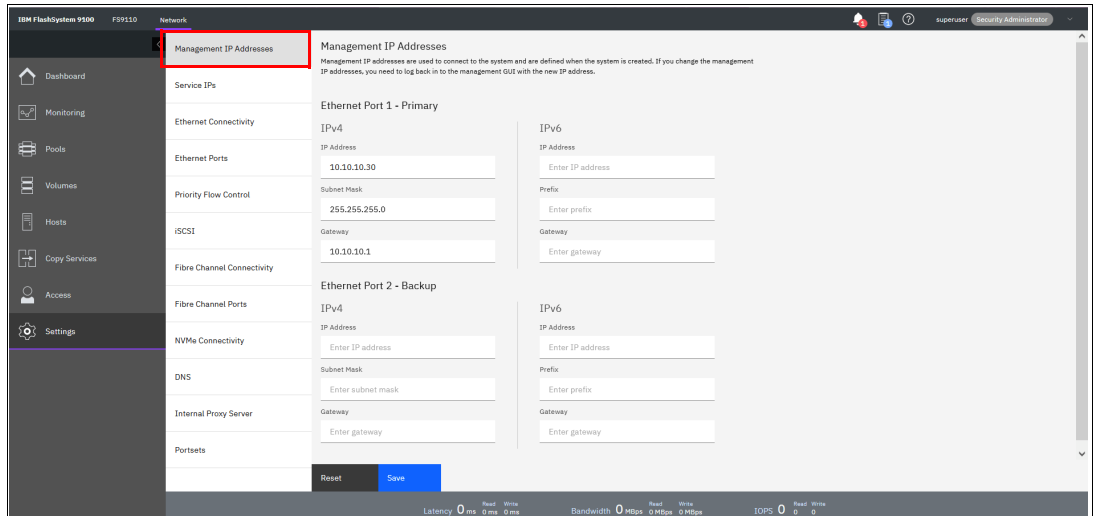 IBM FlashSystem 9100 FS9110 Network
1 1 superuser Security Administrator
Dashboard
Monitoring
Pools
Volumes
Hosts
Copy Services
Access
Settings
Management IP Addresses
Service IPs
Ethernet Connectivity
Ethernet Ports
Priority Flow Control
iSCSI
Fibre Channel Connectivity
Fibre Channel Ports
NVMe Connectivity
DNS
Internal Proxy Server
Portsets
Management IP Addresses
Management IP addresses are used to connect to the system and are defined when the system is created. If you change the management
IP addresses, you need to log back in to the management GUI with the new IP address.
Ethernet Port 1 - Primary
IPv4
IP Address
10.10.10.30
Subnet Mask
255.255.255.0
Gateway
10.10.10.1
IPv6
IP Address
Enter IP address
Prefix
Enter prefix
Gateway
Enter gateway
Ethernet Port 2 - Backup
IPv4
IP Address
Enter IP address
Subnet Mask
Enter subnet mask
Gateway
Enter gateway
IPv6
IP Address
Enter IP address
Prefix
Enter prefix
Gateway
Enter gateway
Reset Save
Latency 0 ms Read 0 ms Write 0 ms Bandwidth 0 MBps Read 0 MBps Write 0 MBps IOPS 0 Read 0 Write 0